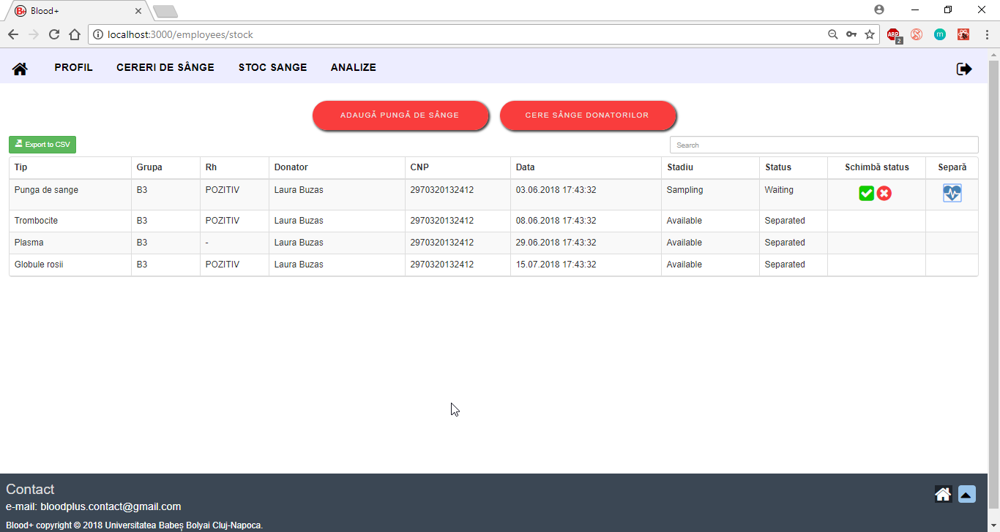 Blood+
localhost:3000/employees/stock
ABP
2
m
PROFIL CERERI DE SÂNGE STOC SANGE ANALIZE
ADAUGĂ PUNGĂ DE SÂNGE CERE SÂNGE DONATORILOR
Export to CSV Search
Tip Grupa Rh Donator CNP Data Stadiu Status Schimbă status Separă
Punga de sange B3 POZITIV Laura Buzas 2970320132412 03.06.2018 17:43:32 Sampling Waiting
Trombocite B3 POZITIV Laura Buzas 2970320132412 08.06.2018 17:43:32 Available Separated
Plasma B3 - Laura Buzas 2970320132412 29.06.2018 17:43:32 Available Separated
Globule rosii B3 POZITIV Laura Buzas 2970320132412 15.07.2018 17:43:32 Available Separated
Contact
e-mail: bloodplus.contact@gmail.com
Blood+ copyright © 2018 Universitatea Babeș Bolyai Cluj-Napoca.